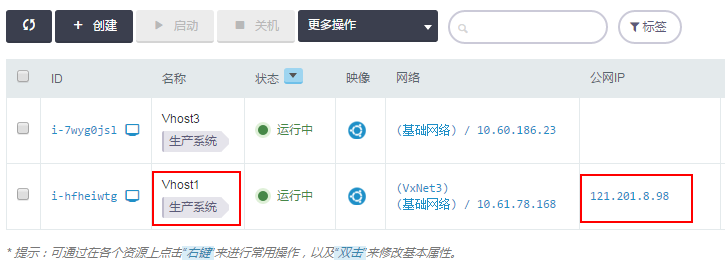 + 创建 启动 关机 更多操作 标签
ID 名称 状态 映像 网络 公网IP
i-7wyg0jsl Vhost3 生产系统 运行中 (基础网络) / 10.60.186.23
i-hfheiwtg Vhost1 生产系统 运行中 (VxNet3) (基础网络) / 10.61.78.168 121.201.8.98
* 提示：可通过在各个资源上点击"右键"来进行常用操作，以及"双击"来修改基本属性。